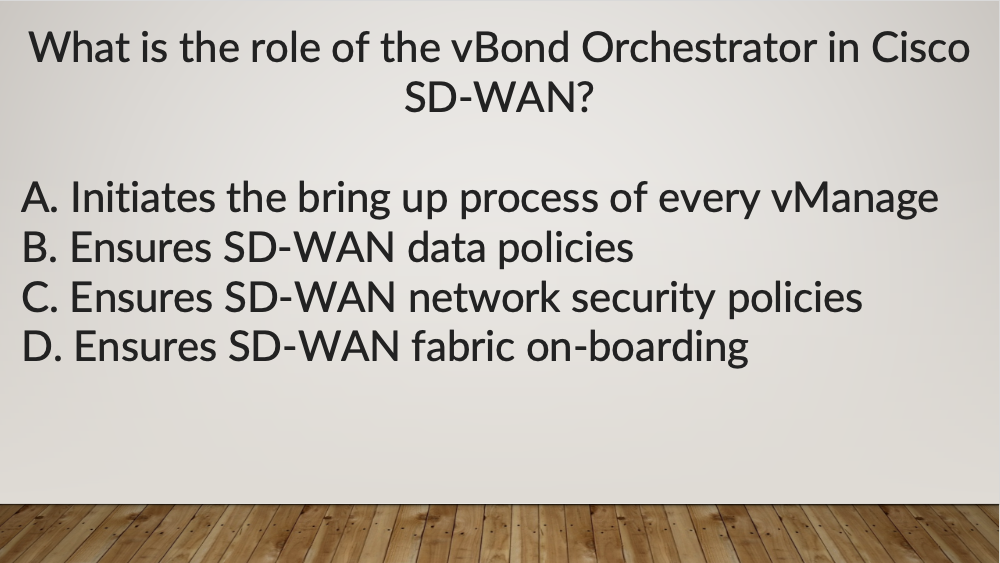 What is the role of the vBond Orchestrator in Cisco
SD-WAN?
A. Initiates the bring up process of every vManage
B. Ensures SD-WAN data policies
C. Ensures SD-WAN network security policies
D. Ensures SD-WAN fabric on-boarding